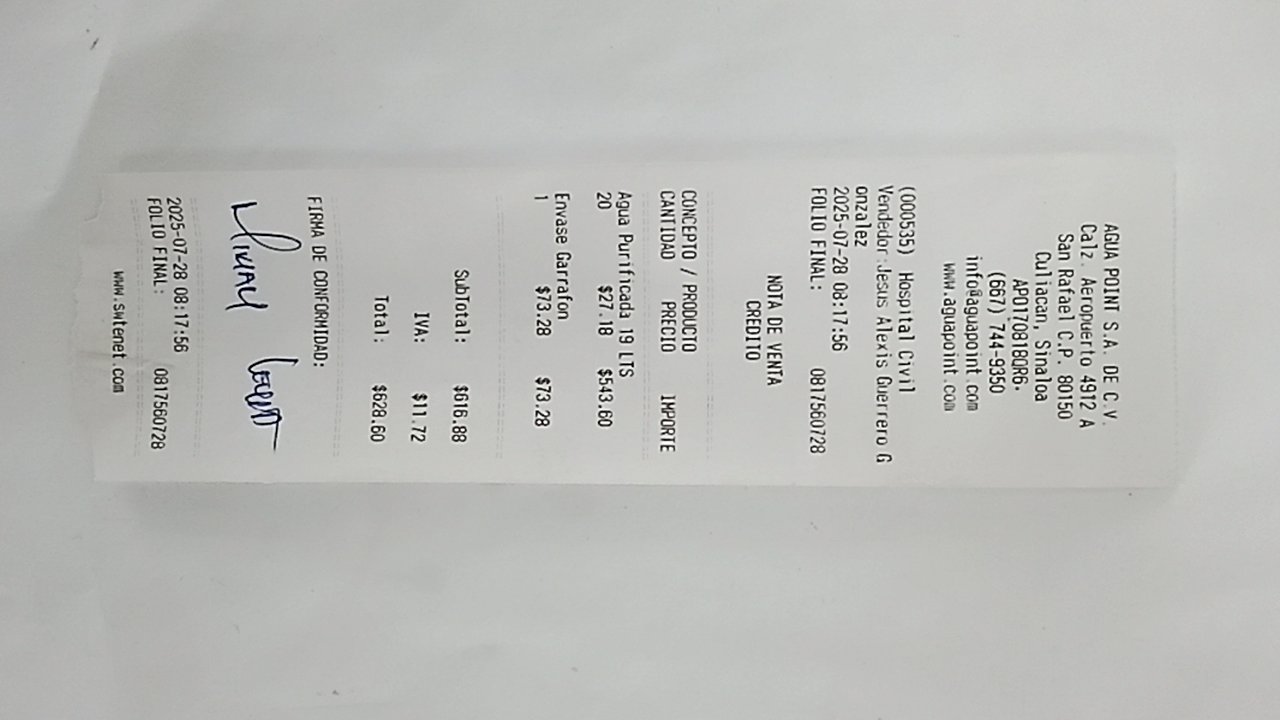 AGUA POINT S.A. DE C.V.
Calz. Aeropuerto 4912 A
San Rafael C.P. 80150
Culiacan, Sinaloa
APO170818QR6.
(667) 744-9350
info@aguapoint.com
www.aguapoint.com
(000535) Hospital Civil
Vendedor:Jesus Alexis Guerrero G
onzalez
2025-07-28 08:17:56
FOLIO FINAL: 0817560728
NOTA DE VENTA
CREDITO
CONCEPTO / PRODUCTO
CANTIDAD PRECIO IMPORTE
Agua Purificada 19 LTS
20 $27.18 $543.60
Envase Garrafon
1 $73.28 $73.28
SubTotal: $616.88
IVA: $11.72
Total: $628.60
FIRMA DE CONFORMIDAD:
2025-07-28 08:17:56
FOLIO FINAL: 0817560728
www.swtenet.com